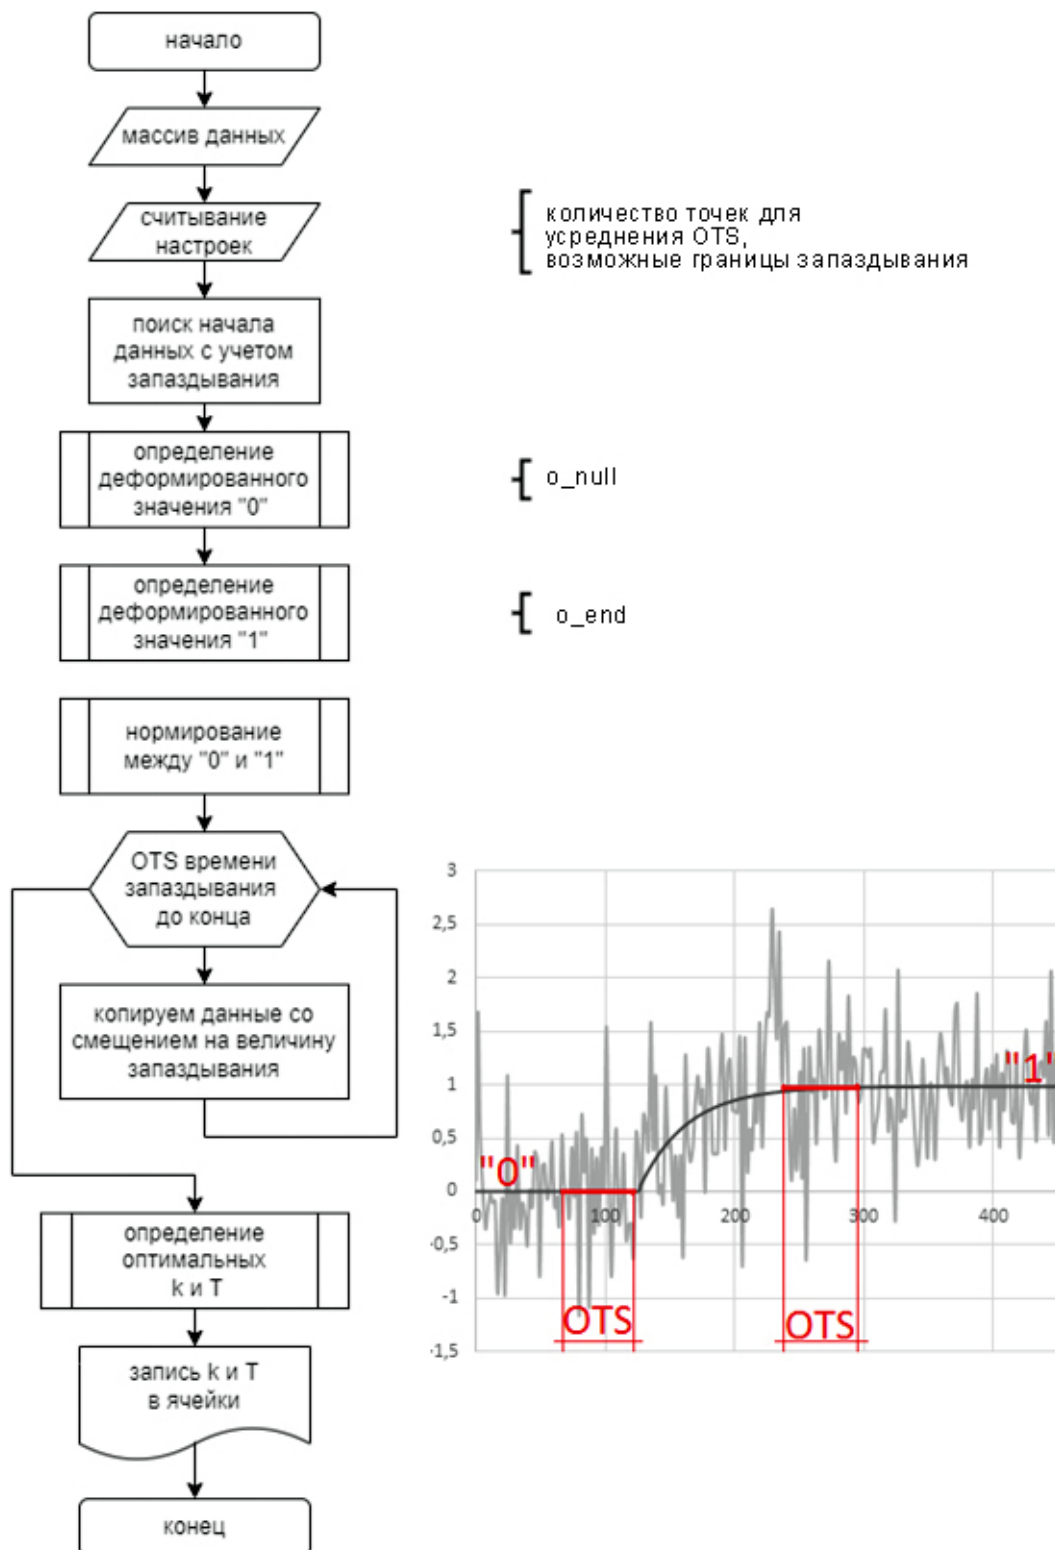 начало
массив данных
считывание
настроек
количество точек для
усреднения OTS,
возможные границы запаздывания
поиск начала
данных с учетом
запаздывания
определение
деформированного
значения "0"
o_null
определение
деформированного
значения "1"
o_end
нормирование
между "0" и "1"
OTS времени
запаздывания
до конца
копируем данные со
смещением на величину
запаздывания
определение
оптимальных
k и T
запись k и T
в ячейки
конец
3
2,5
2
1,5
1
0,5
0
-0,5
-1
-1,5
0
100
200
300
400
"0"
"1"
OTS
OTS